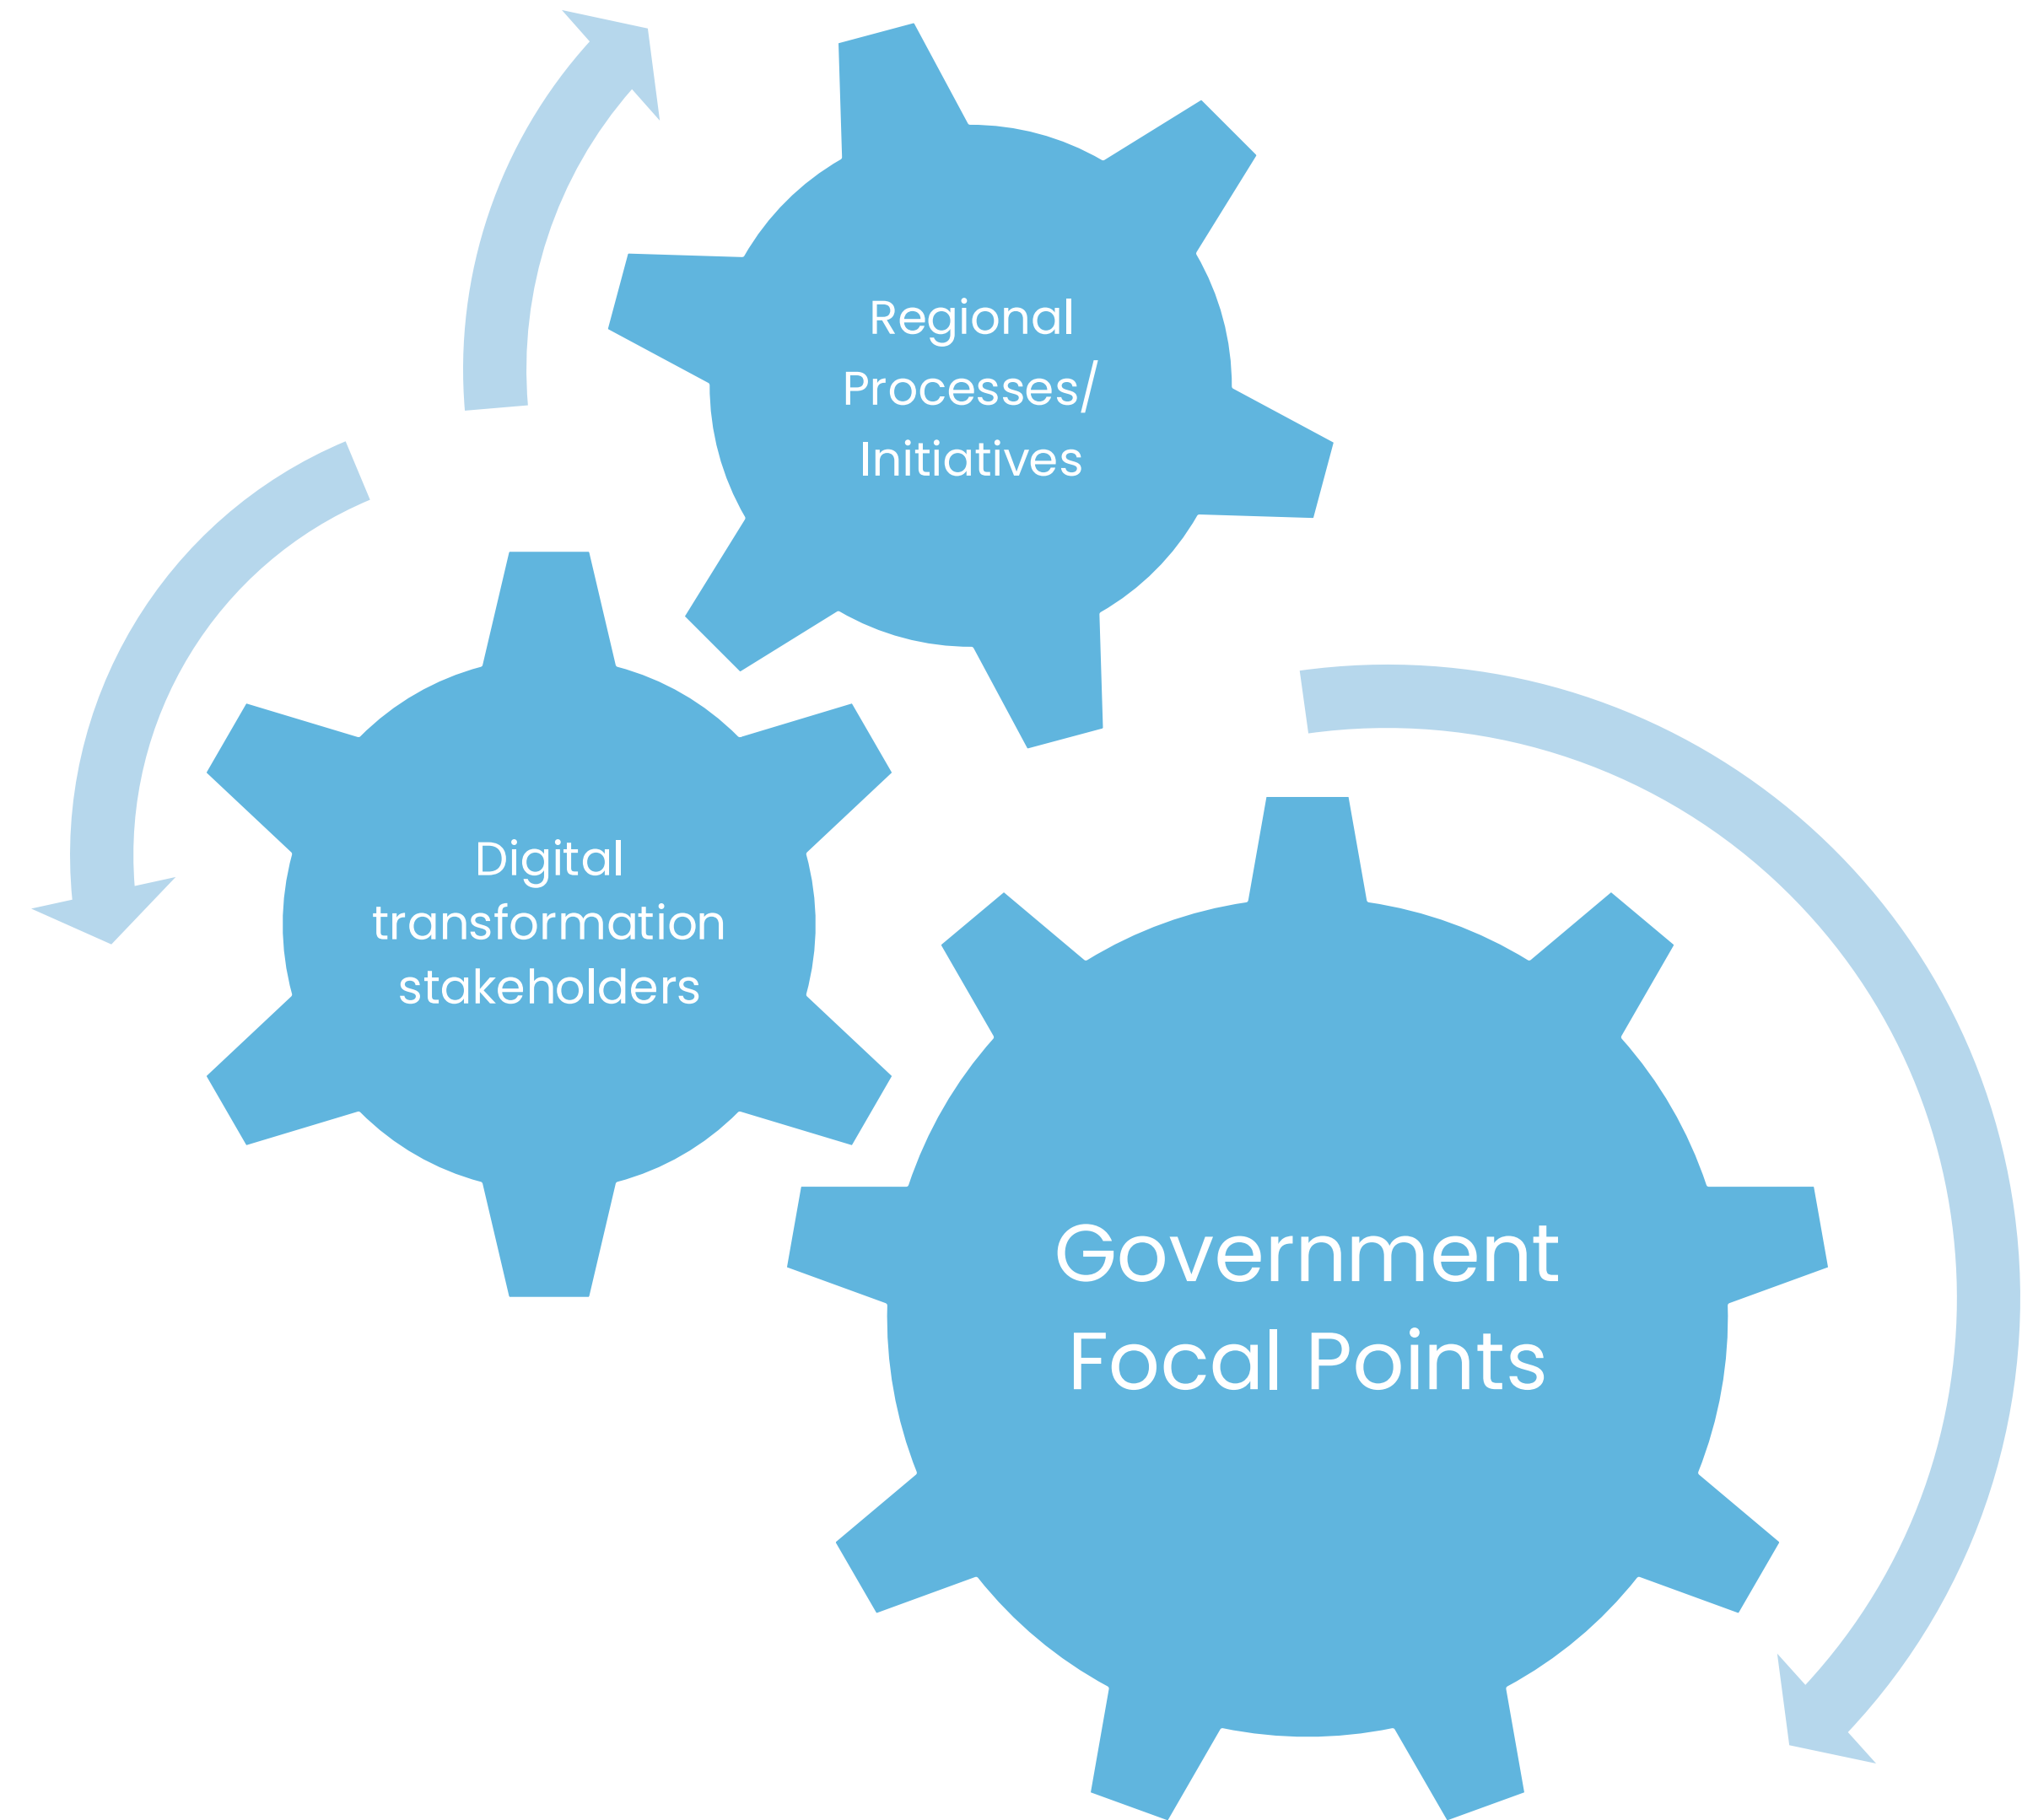 Regional
Processes/
Initiatives
Digital
transformation
stakeholders
Government
Focal Points